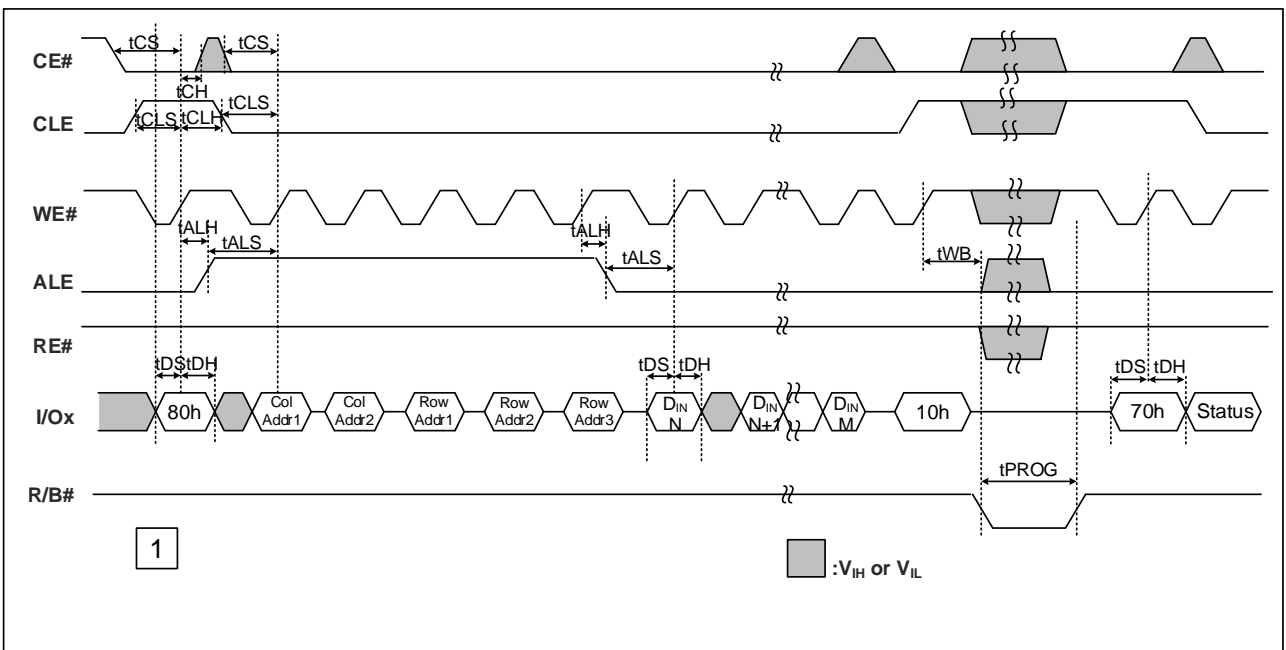 tCS
tCS
CE#
tCH
tCLS
CLE
tCLS
tCLH
WE#
tALH
tALH
tALS
tALS
tWB
ALE
RE#
tDS
tDH
tDS
tDH
tDS
tDH
I/Ox
80h
Col Addr1
Col Addr2
Row Addr1
Row Addr2
Row Addr3
DIN N
DIN N+1
DIN M
10h
70h
Status
tPROG
R/B#
1
:VIH or VIL